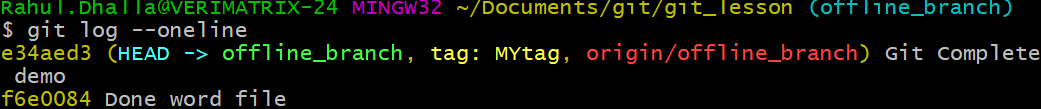 Rahul.Dhalla@VERIMATRIX-24 MINGW32 ~/Documents/git/git_lesson (offline_branch)
$ git log --oneline
e34aed3 (HEAD -> offline_branch, tag: MYtag, origin/offline_branch) Git Complete
 demo
f6e0084 Done word file